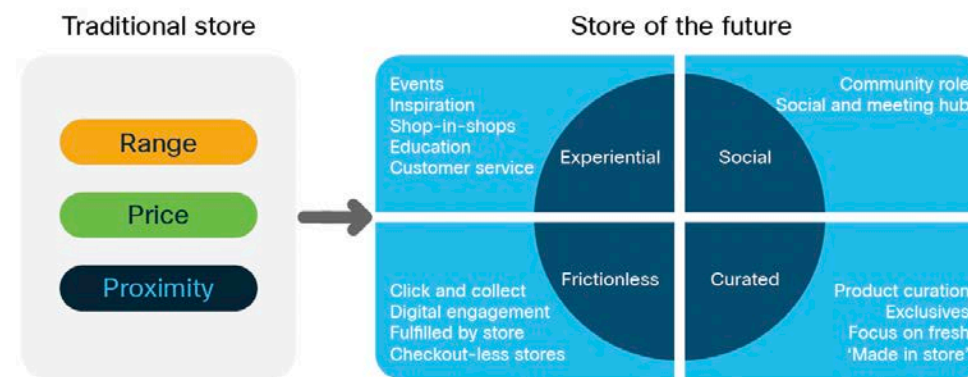 Traditional store
Store of the future
Range
Price
Proximity
Events
Inspiration
Shop-in-shops
Education
Customer service
Experiential
Social
Community role
Social and meeting hub
Click and collect
Digital engagement
Fulfilled by store
Checkout-less stores
Frictionless
Curated
Product curation
Exclusives
Focus on fresh
'Made in store'